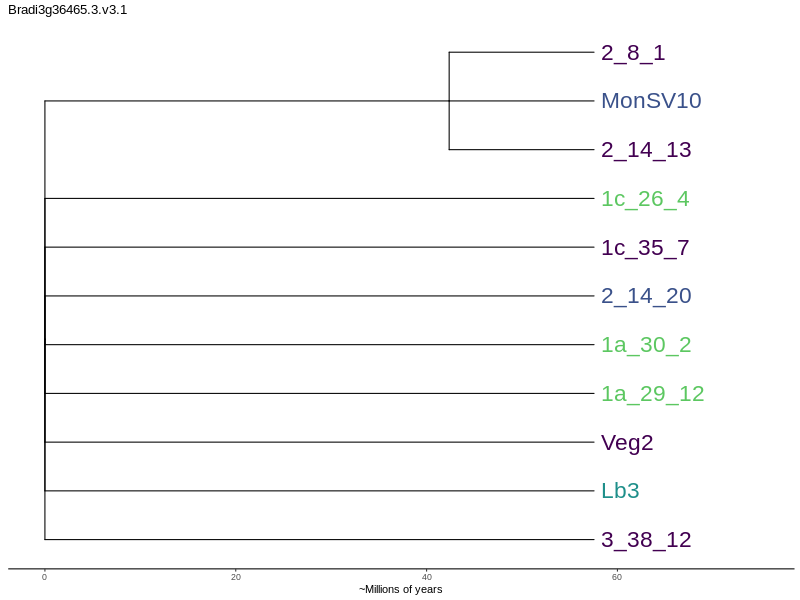 Bradi3g36465.3.v3.1
2_8_1
MonSV10
2_14_13
1c_26_4
1c_35_7
2_14_20
1a_30_2
1a_29_12
Veg2
Lb3
3_38_12
0 20 40 60
~Millions of years